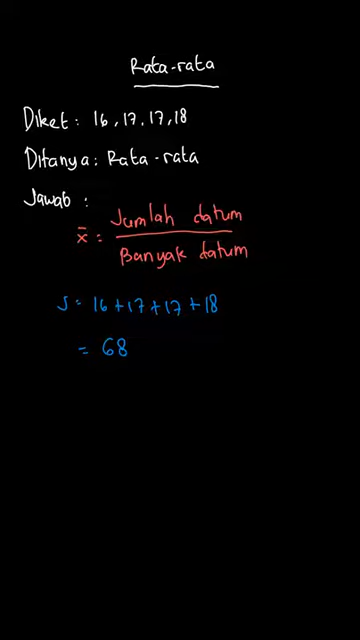 Rata-rata
Diket : 16, 17, 17, 18
Ditanya : Rata-rata
Jawab :
x̄ = Jumlah datum
Banyak datum
J = 16 + 17 + 17 + 18
= 68